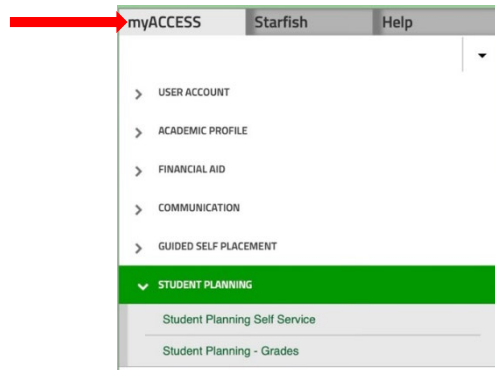 myACCESS Starfish Help
USER ACCOUNT
ACADEMIC PROFILE
FINANCIAL AID
COMMUNICATION
GUIDED SELF PLACEMENT
STUDENT PLANNING
Student Planning Self Service
Student Planning - Grades